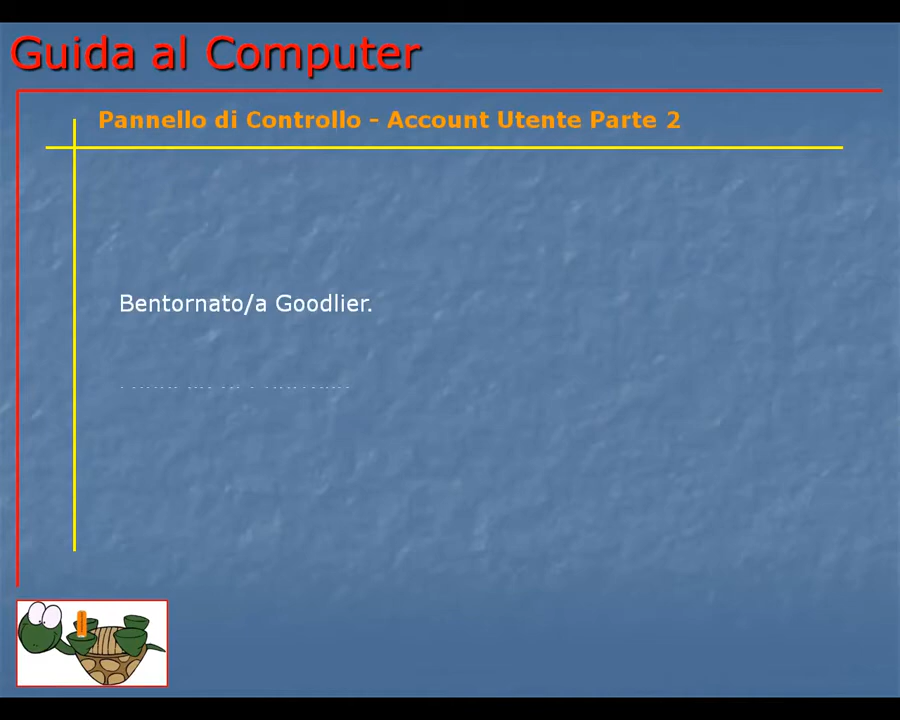 Guida al Computer
Pannello di Controllo - Account Utente Parte 2
Bentornato/a Goodlier.